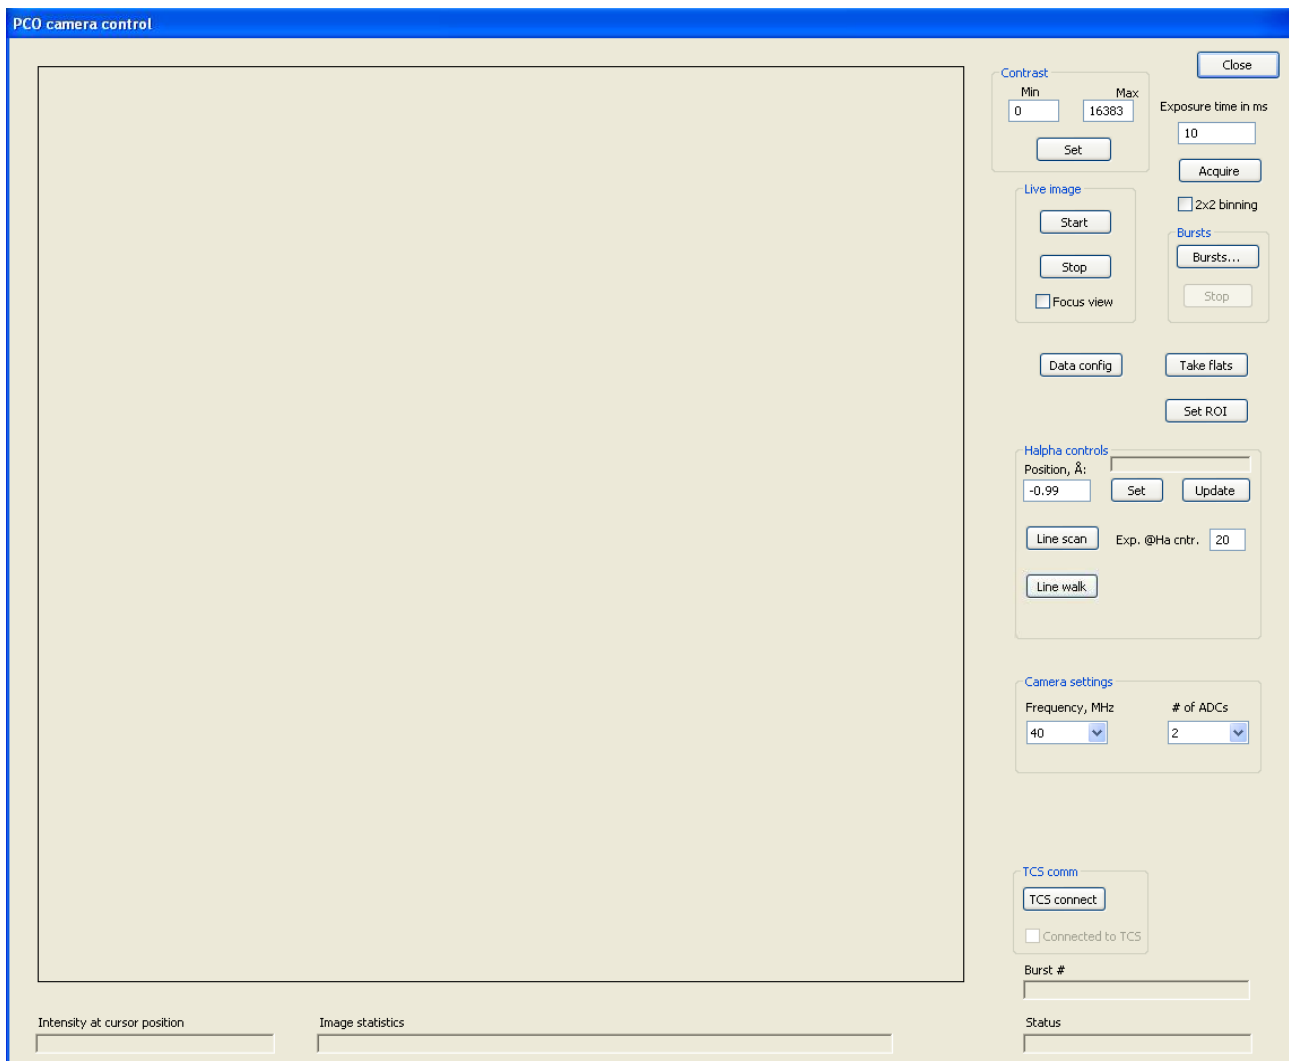 PCO camera control
Close
Contrast
Min Max
0 16383
Set
Exposure time in ms
10
Acquire
2x2 binning
Live image
Start
Stop
Focus view
Bursts
Bursts...
Stop
Data config Take flats
Set ROI
Halpha controls
Position, Å:
-0.99 Set Update
Line scan Exp. @Ha cntr. 20
Line walk
Camera settings
Frequency, MHz # of ADCs
40 2
TCS comm
TCS connect
Connected to TCS
Burst #
Intensity at cursor position Image statistics Status